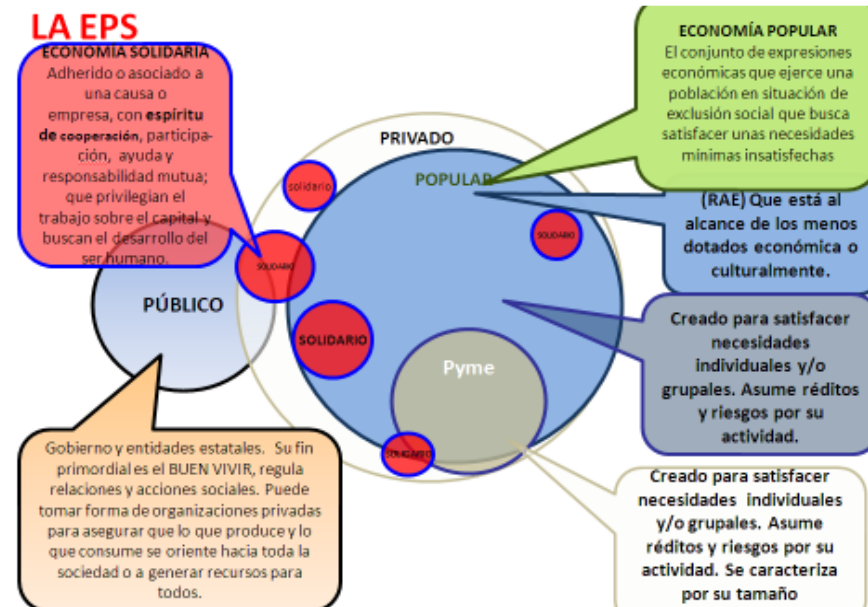 LA EPS
ECONOMÍA SOLIDARIA
Adherido o asociado a
una causa o
empresa, con espíritu
de cooperación, participa-
ción, ayuda y
responsabilidad mutua;
que privilegian el
trabajo sobre el capital y
buscan el desarrollo del
ser humano.
ECONOMÍA POPULAR
El conjunto de expresiones
económicas que ejerce una
población en situación de
exclusión social que busca
satisfacer unas necesidades
mínimas insatisfechas
PRIVADO
POPULAR
solidario
SOLIDARIO
SOLIDARIO
(RAE) Que está al
alcance de los menos
dotados económica o
culturalmente.
PÚBLICO
SOLIDARIO
Pyme
SOLIDARIO
Creado para satisfacer
necesidades individuales
y/o grupales. Asume réditos
y riesgos por su
actividad.
Gobierno y entidades estatales. Su fin
primordial es el BUEN VIVIR, regula
relaciones y acciones sociales. Puede
tomar forma de organizaciones privadas
para asegurar que lo que produce y lo
que consume se oriente hacia toda la
sociedad o a generar recursos para
todos.
Creado para satisfacer
necesidades individuales
y/o grupales. Asume
réditos y riesgos por su
actividad. Se caracteriza
por su tamaño